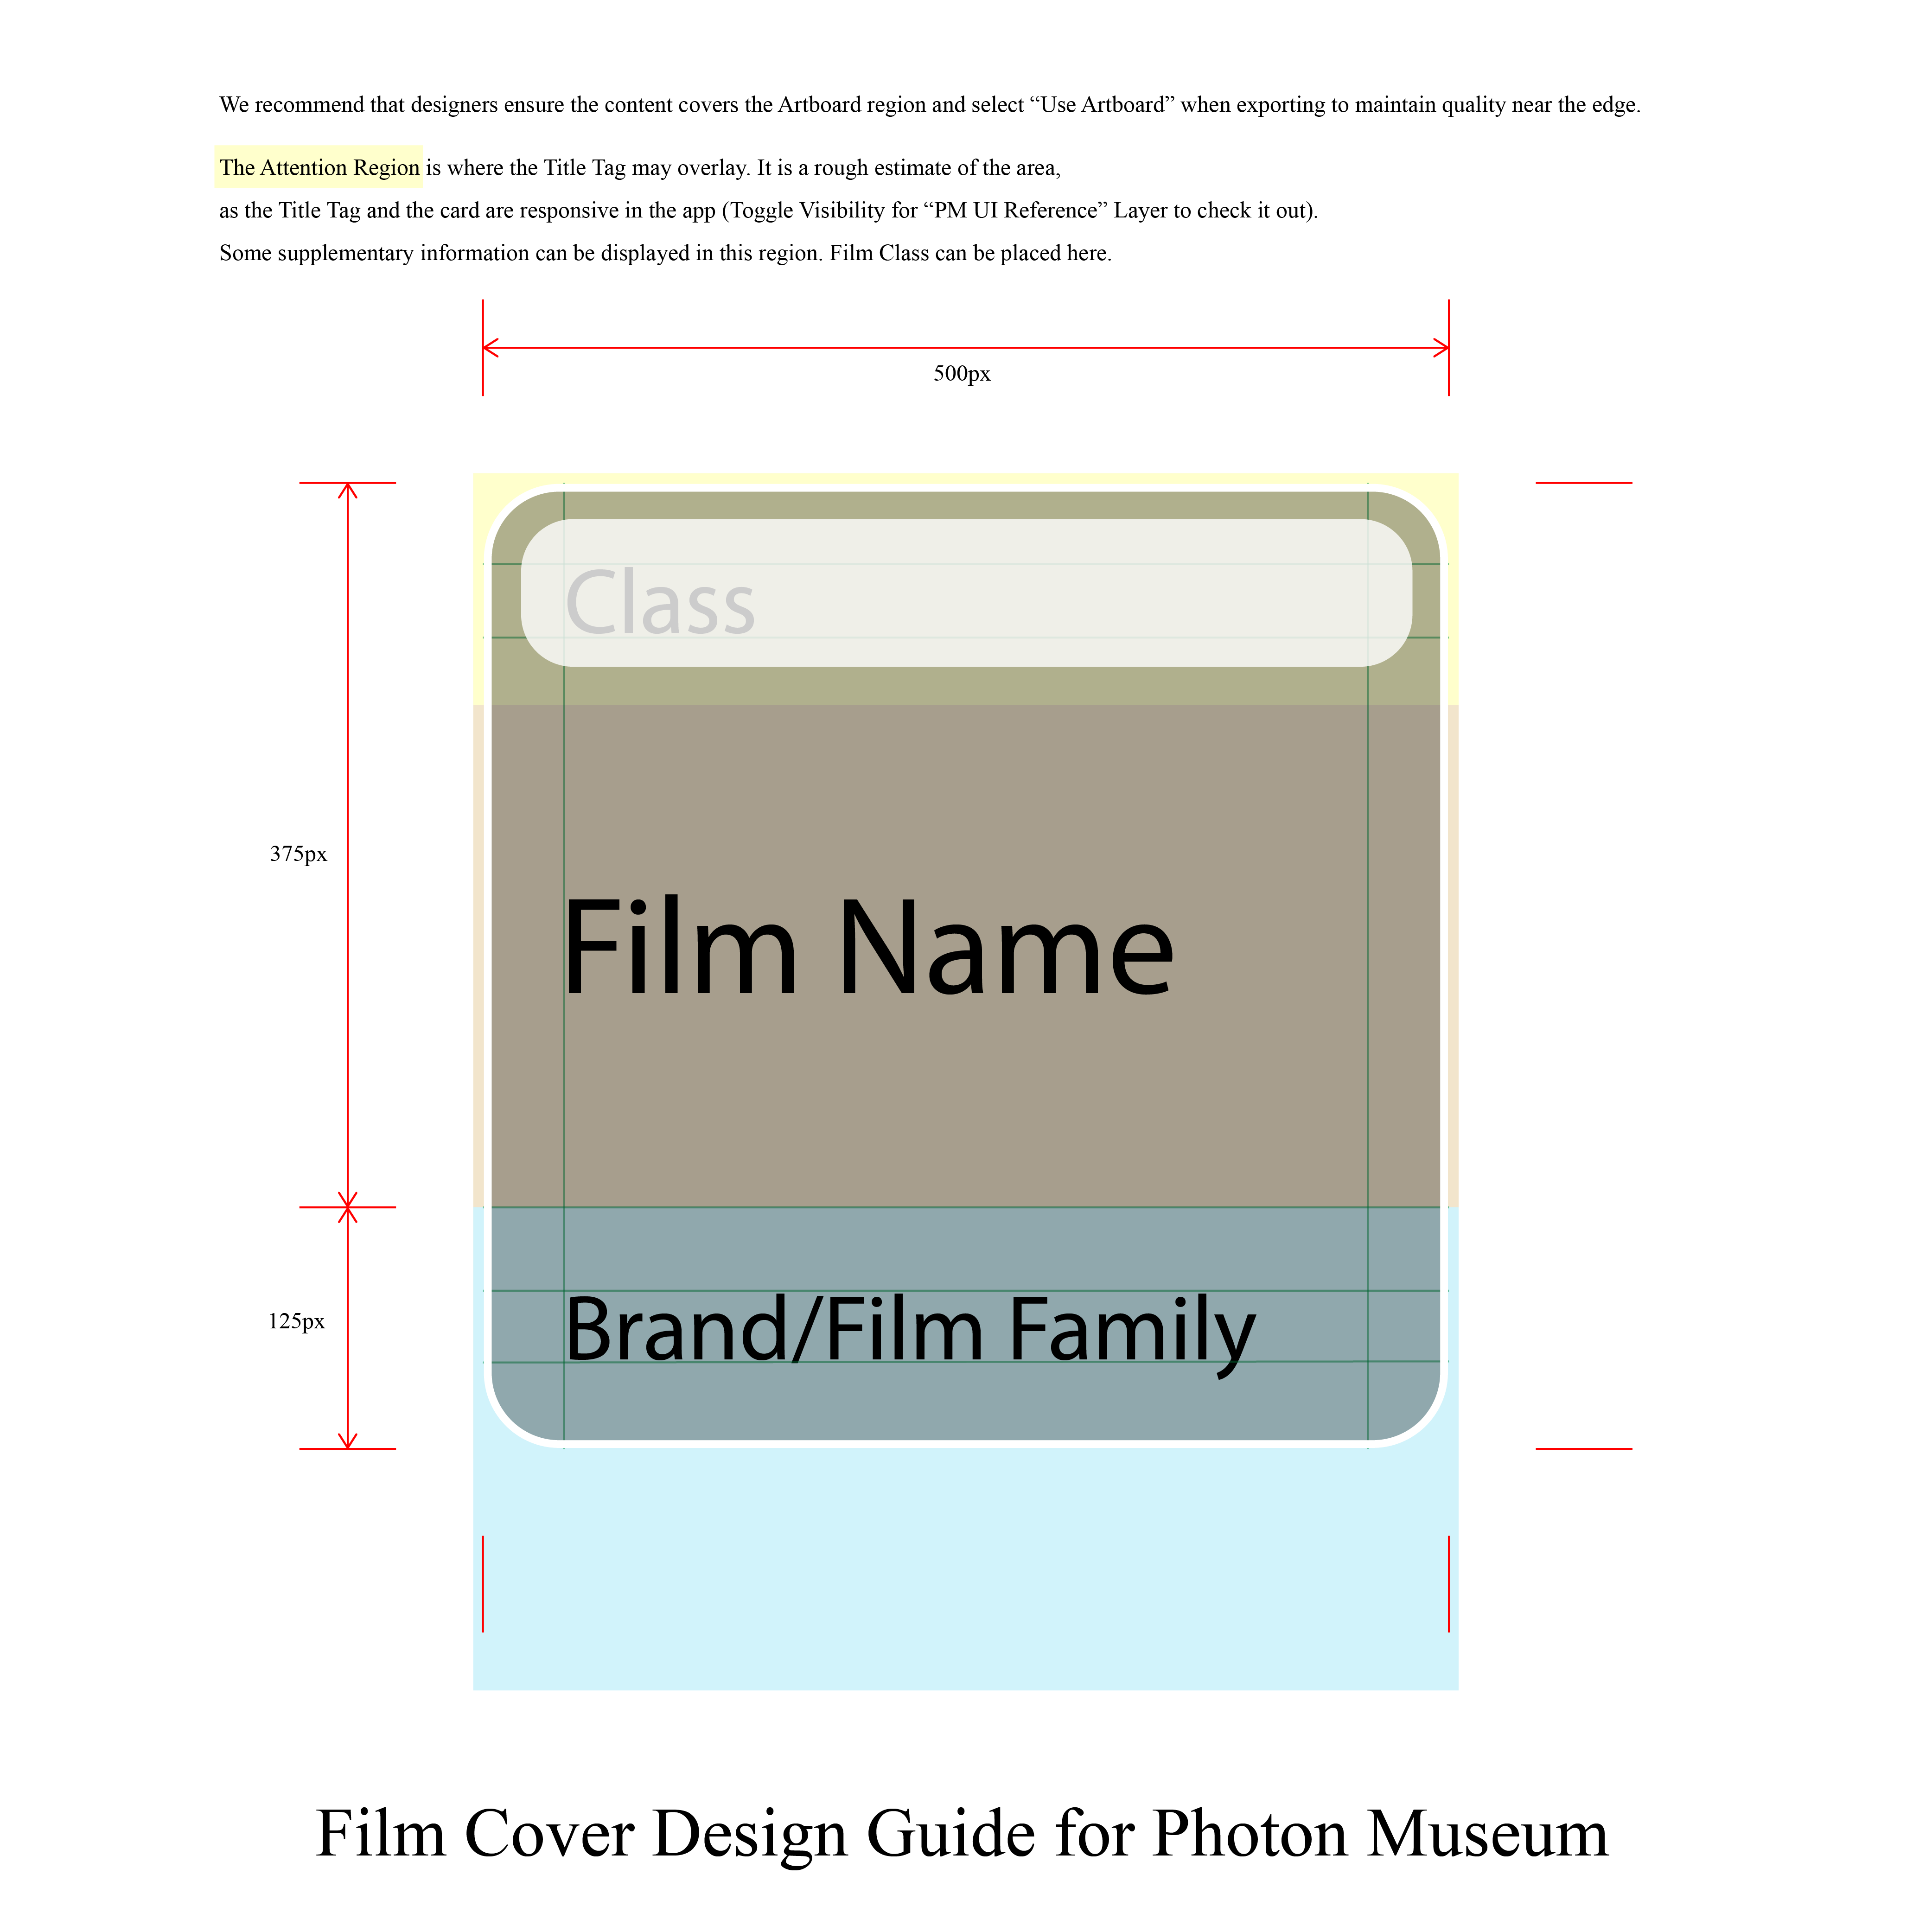 We recommend that designers ensure the content covers the Artboard region and select “Use Artboard” when exporting to maintain quality near the edge.
The Attention Region is where the Title Tag may overlay. It is a rough estimate of the area,
as the Title Tag and the card are responsive in the app (Toggle Visibility for “PM UI Reference” Layer to check it out).
Some supplementary information can be displayed in this region. Film Class can be placed here.
500px
Class
375px
Film Name
125px
Brand/Film Family
Film Cover Design Guide for Photon Museum